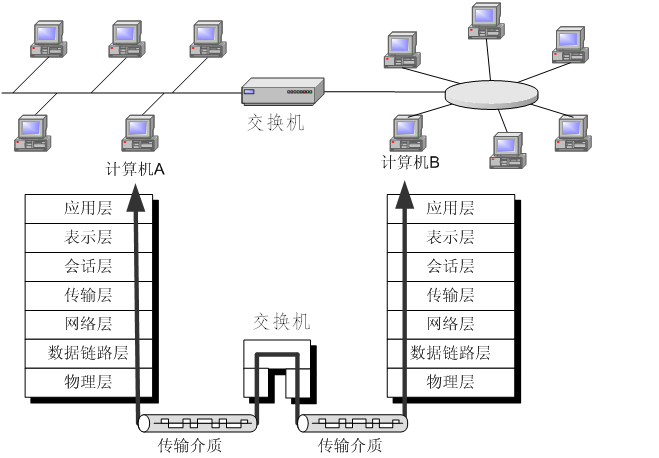 交换机
计算机A
计算机B
应用层
表示层
会话层
传输层
网络层
数据链路层
物理层
交换机
应用层
表示层
会话层
传输层
网络层
数据链路层
物理层
传输介质
传输介质